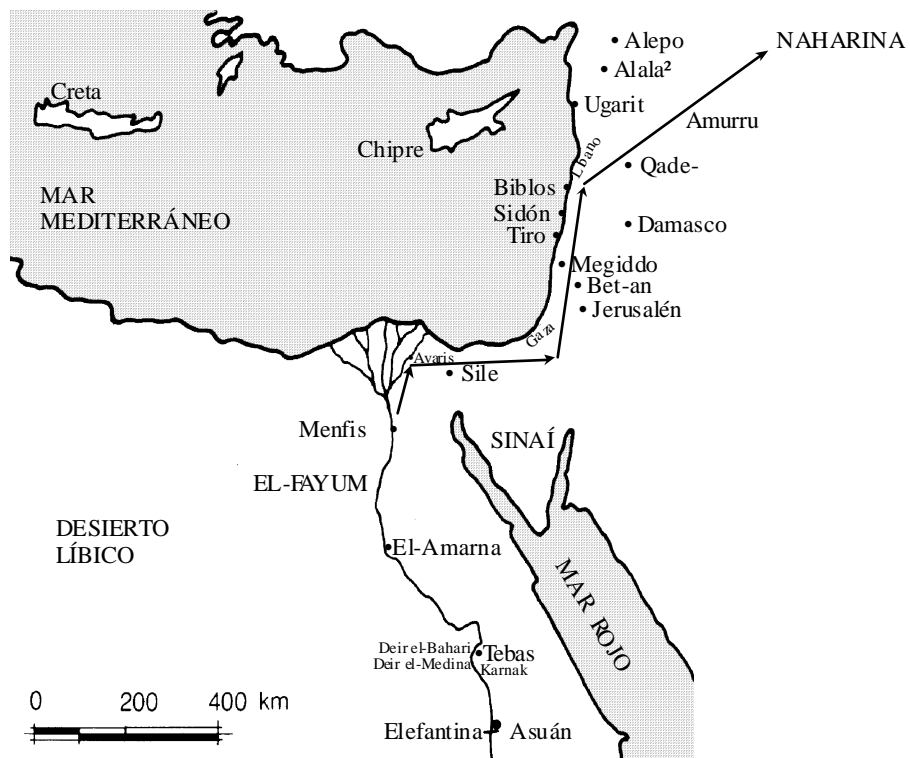 Alepo
NAHARINA
Alala²
Creta
Ugarit
Amurru
Chipre
Lbano
Qade-
Biblos
MAR
MEDITERRÁNEO
Sidón
Damasco
Tiro
Megiddo
Bet-an
Jerusalén
Gaza
Avaris
Sile
Menfis
SINAÍ
EL-FAYUM
DESIERTO
LÍBICO
El-Amarna
MAR ROJO
Deir el-Bahari
Tebas
Deir el-Medina
Karnak
0 200 400 km
Elefantina
Asuán